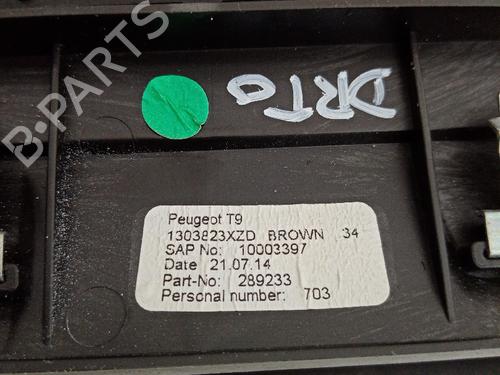 B-PARTS
DRTO
Peugeot T9
1303823XZD BROWN 34
SAP No: 10003397
Date 21.07.14
Part-No: 289233
Personal number: 703